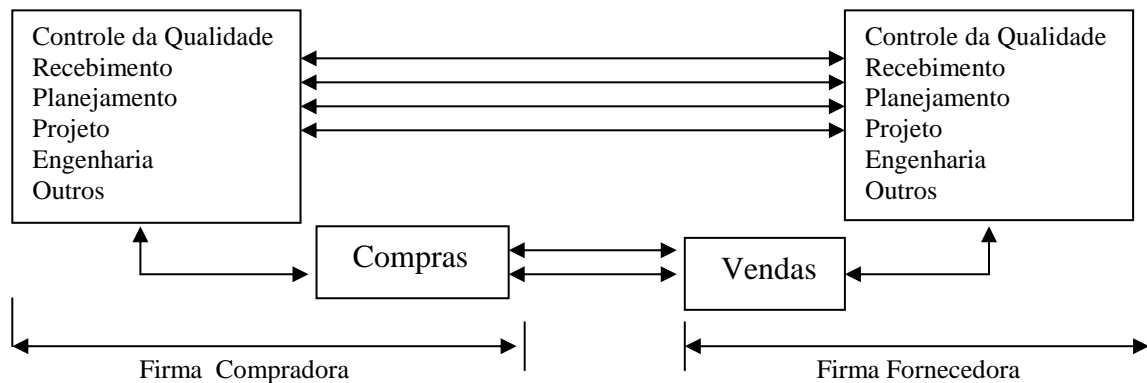 Controle da Qualidade
Recebimento
Planejamento
Projeto
Engenharia
Outros
Controle da Qualidade
Recebimento
Planejamento
Projeto
Engenharia
Outros
Compras
Vendas
Firma Compradora
Firma Fornecedora